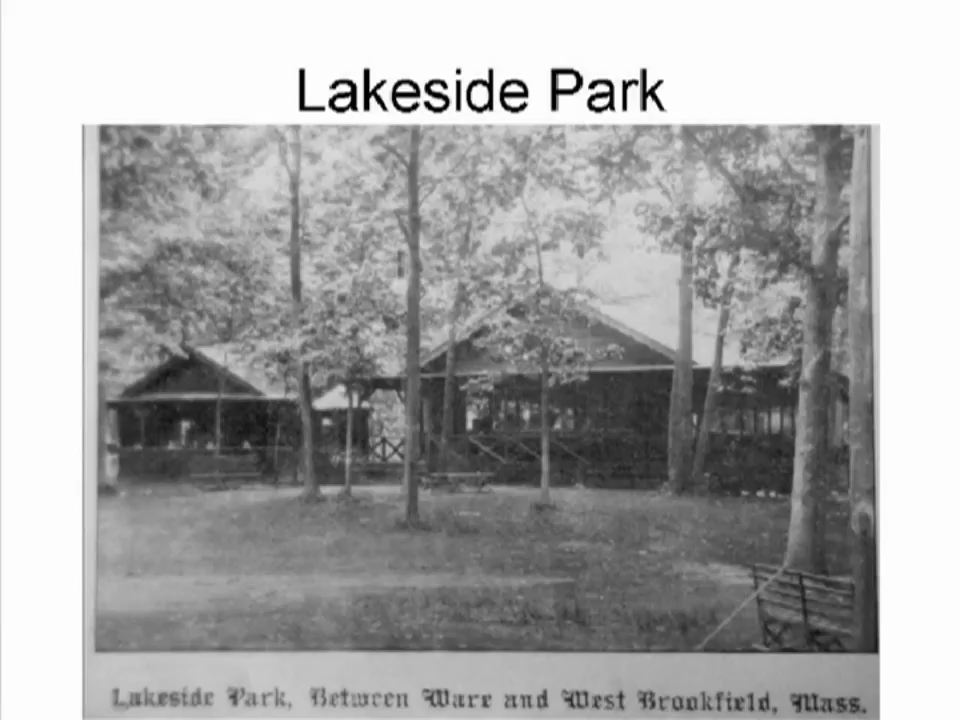 Lakeside Park
Lakeside Park, Between Ware and West Brookfield, Mass.